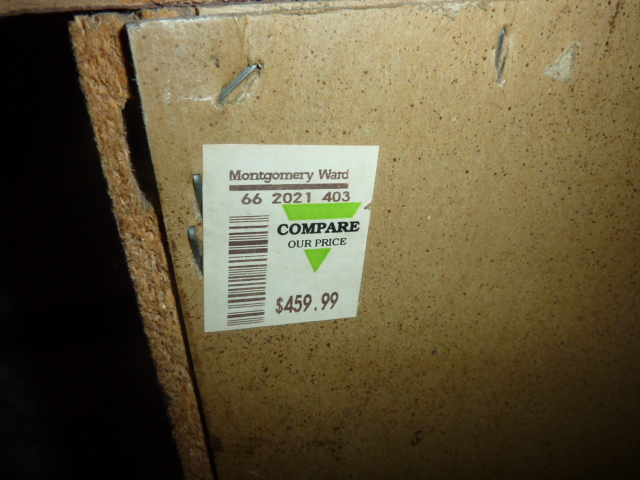 Montgomery Ward
66 2021 403
COMPARE
OUR PRICE
$459.99